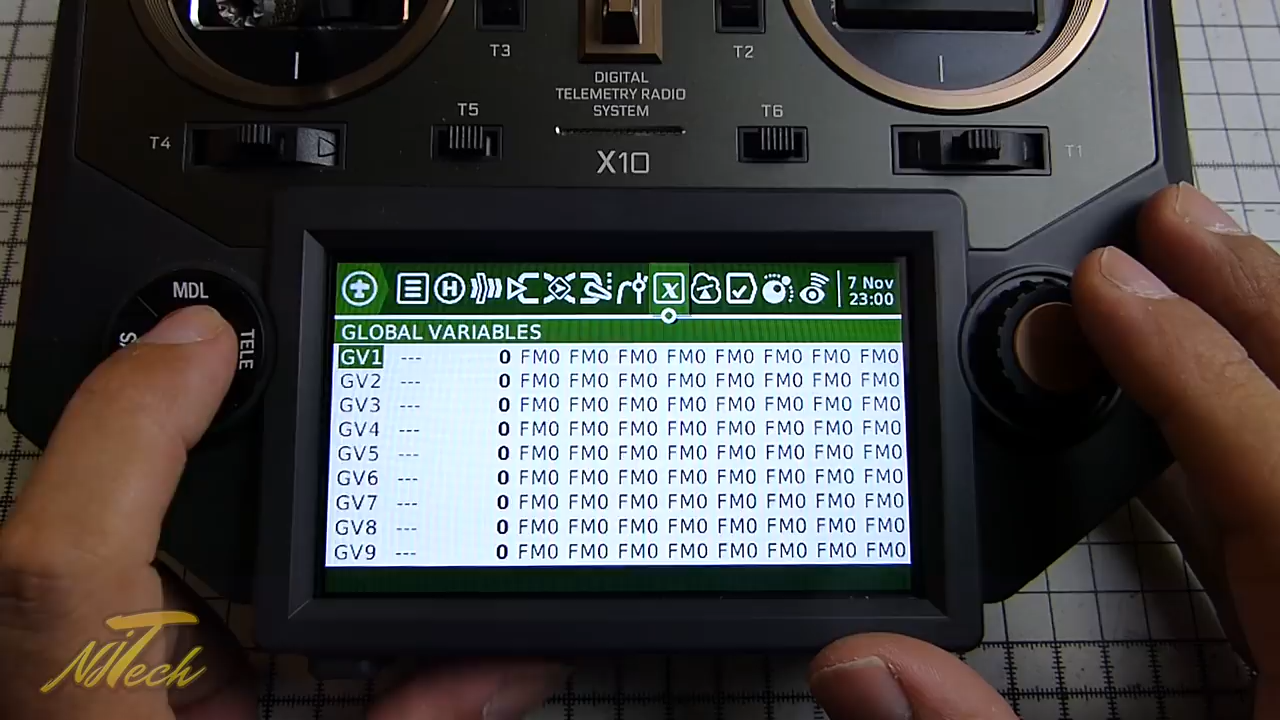 T3
T2
DIGITAL
TELEMETRY RADIO
SYSTEM
T5
T6
T4
T1
X10
MDL
TELE
7 Nov
23:00
GLOBAL VARIABLES
GV1 --- 0 FM0 FM0 FM0 FM0 FM0 FM0 FM0 FM0
GV2 --- 0 FM0 FM0 FM0 FM0 FM0 FM0 FM0 FM0
GV3 --- 0 FM0 FM0 FM0 FM0 FM0 FM0 FM0 FM0
GV4 --- 0 FM0 FM0 FM0 FM0 FM0 FM0 FM0 FM0
GV5 --- 0 FM0 FM0 FM0 FM0 FM0 FM0 FM0 FM0
GV6 --- 0 FM0 FM0 FM0 FM0 FM0 FM0 FM0 FM0
GV7 --- 0 FM0 FM0 FM0 FM0 FM0 FM0 FM0 FM0
GV8 --- 0 FM0 FM0 FM0 FM0 FM0 FM0 FM0 FM0
GV9 --- 0 FM0 FM0 FM0 FM0 FM0 FM0 FM0 FM0